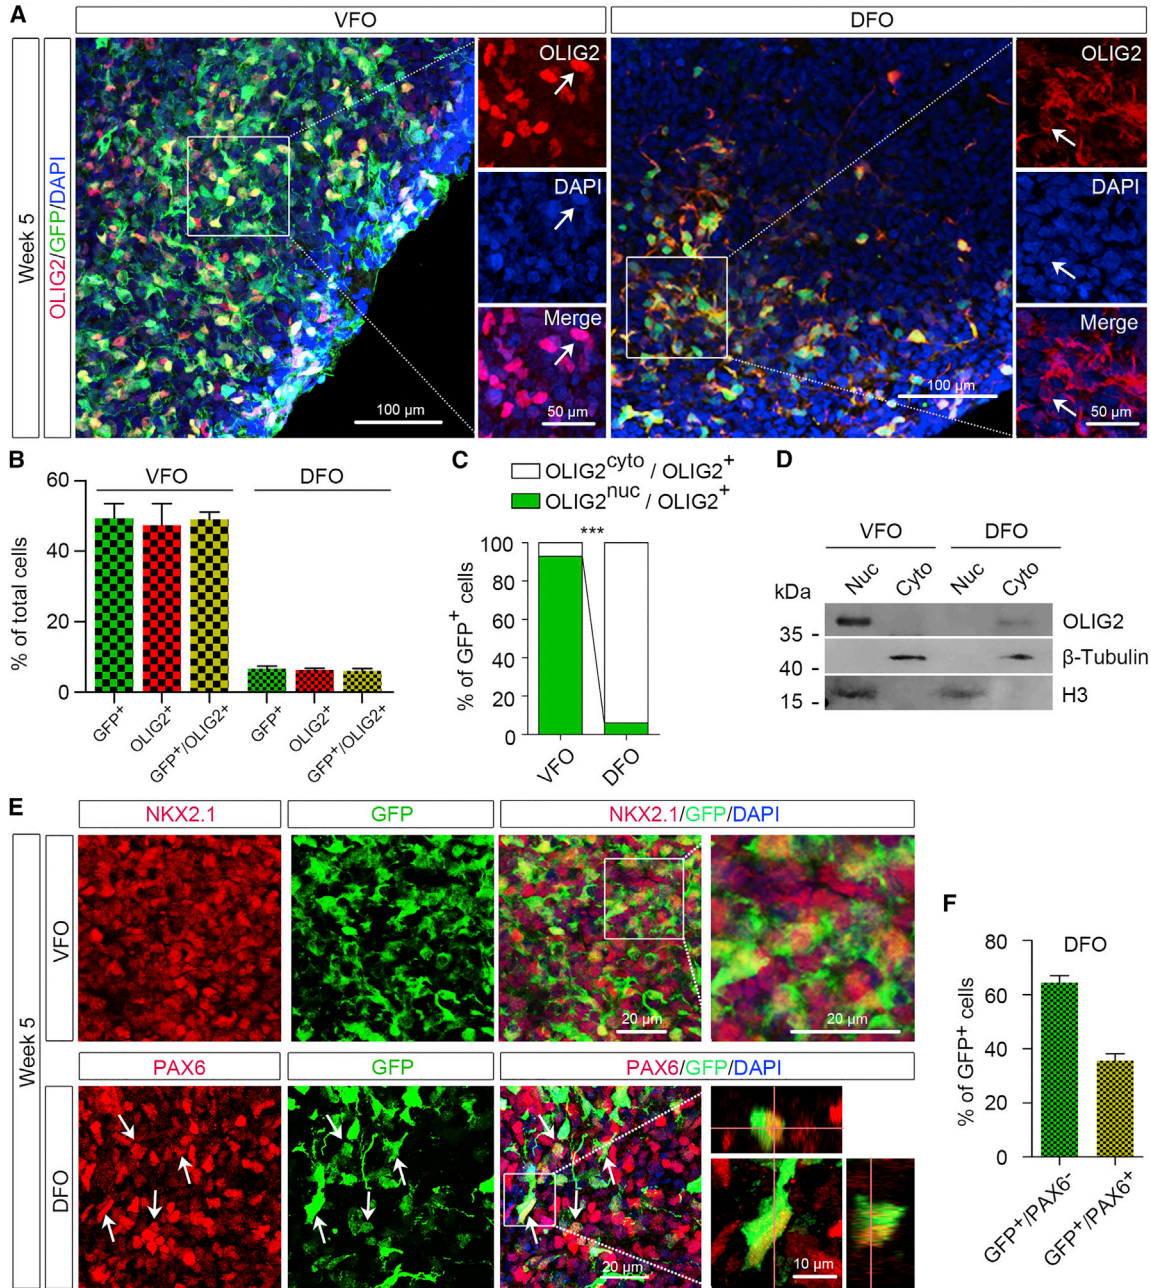 A
VFO
DFO
Week 5
OLIG2/GFP/DAPI
OLIG2
DAPI
Merge
100 µm
50 µm
OLIG2
DAPI
Merge
100 µm
50 µm
B
VFO
DFO
% of total cells
60
40
20
0
GFP+
OLIG2+
GFP+/OLIG2+
GFP+
OLIG2+
GFP+/OLIG2+
C
OLIG2cyto / OLIG2+
OLIG2nuc / OLIG2+
***
% of GFP+ cells
100
80
60
40
20
0
VFO
DFO
D
VFO
DFO
kDa
Nuc
Cyto
Nuc
Cyto
35 -
OLIG2
40 -
β-Tubulin
15 -
H3
E
NKX2.1
GFP
NKX2.1/GFP/DAPI
Week 5
VFO
20 µm
20 µm
PAX6
GFP
PAX6/GFP/DAPI
DFO
20 µm
10 µm
F
DFO
% of GFP+ cells
80
60
40
20
0
GFP+/PAX6-
GFP+/PAX6+